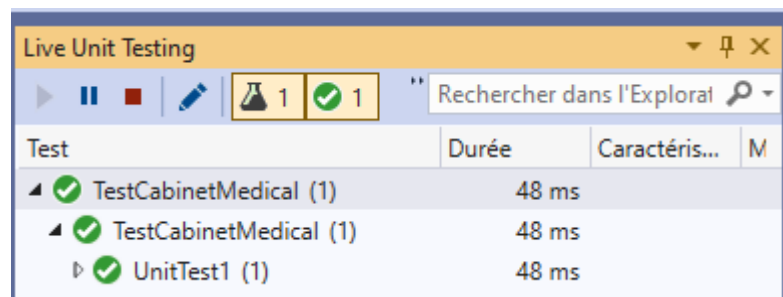 Live Unit Testing
1 1 " Rechercher dans l'Explorat
Test Durée Caractéris... M
TestCabinetMedical (1) 48 ms
TestCabinetMedical (1) 48 ms
UnitTest1 (1) 48 ms